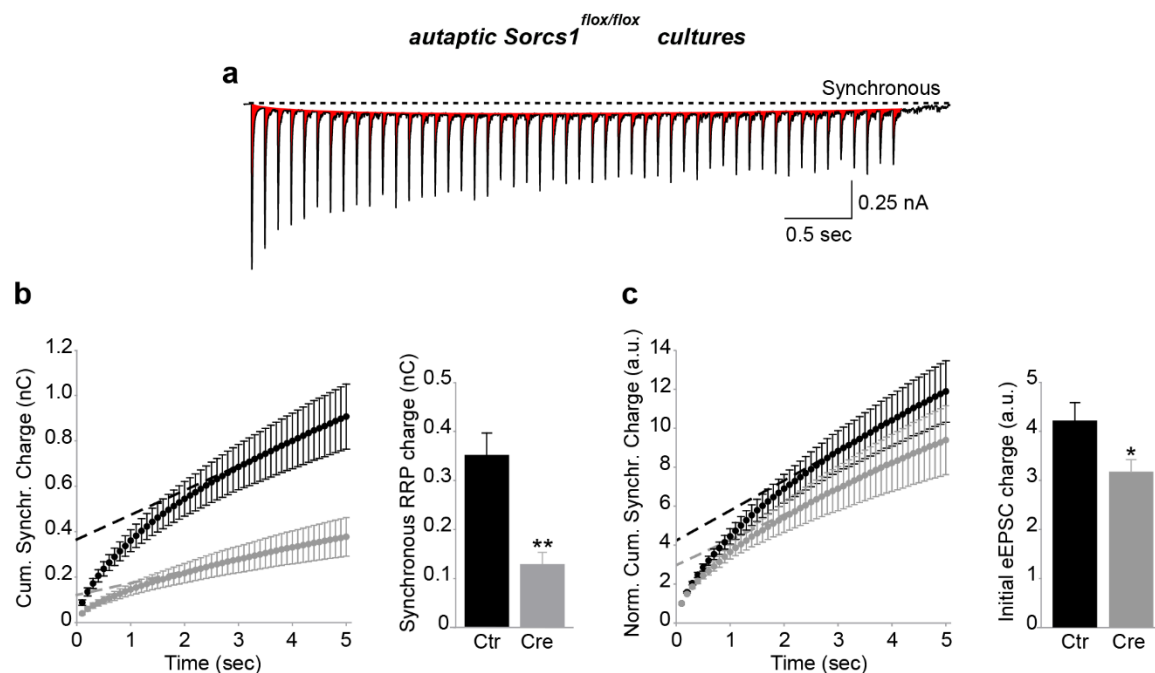 autaptic Sorcs1flox/flox cultures
a
Synchronous
0.25 nA
0.5 sec
b
Cum. Synchr. Charge (nC)
1.2
1.0
0.8
0.6
0.4
0.2
0
0 1 2 3 4 5
Time (sec)
Synchronous RRP charge (nC)
0.5
0.4
0.3
0.2
0.1
0
**
Ctr Cre
c
Norm. Cum. Synchr. Charge (a.u.)
14
12
10
8
6
4
2
0
0 1 2 3 4 5
Time (sec)
Initial eEPSC charge (a.u.)
5
4
3
2
1
0
*
Ctr Cre